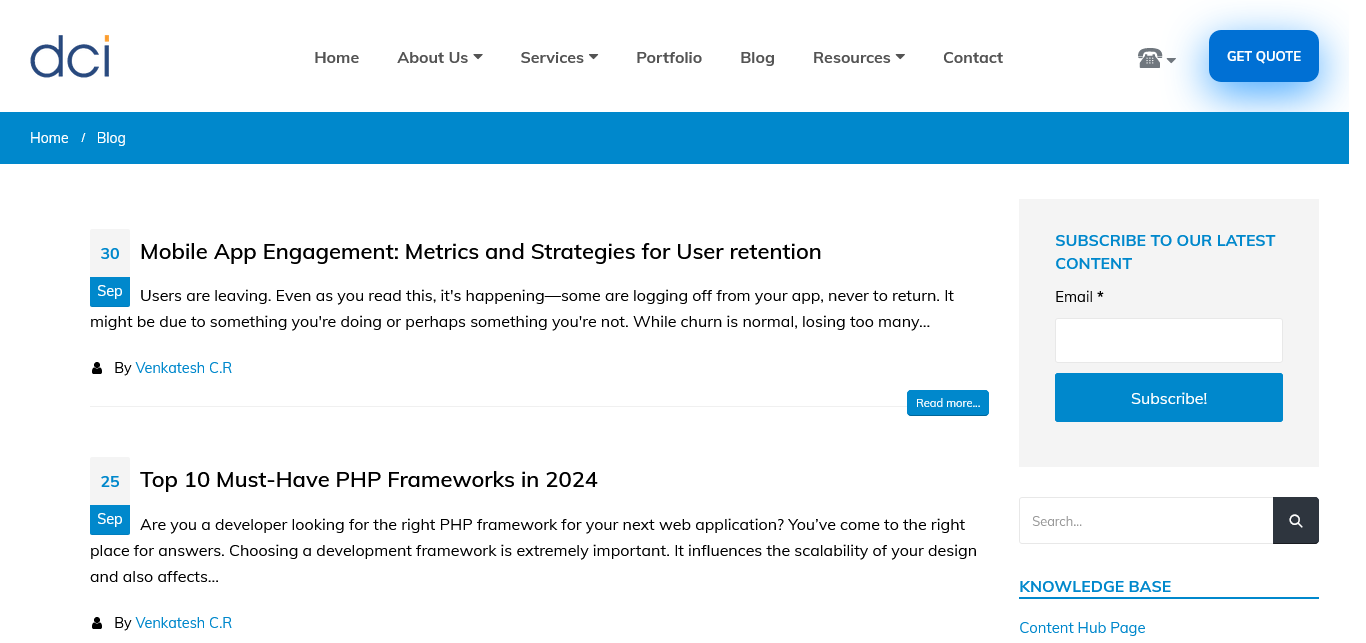 dci
Home
About Us
Services
Portfolio
Blog
Resources
Contact
GET QUOTE
Home / Blog
30
Sep
Mobile App Engagement: Metrics and Strategies for User retention
Users are leaving. Even as you read this, it's happening—some are logging off from your app, never to return. It
might be due to something you're doing or perhaps something you're not. While churn is normal, losing too many...
By Venkatesh C.R
Read more...
25
Sep
Top 10 Must-Have PHP Frameworks in 2024
Are you a developer looking for the right PHP framework for your next web application? You’ve come to the right
place for answers. Choosing a development framework is extremely important. It influences the scalability of your design
and also affects...
By Venkatesh C.R
SUBSCRIBE TO OUR LATEST
CONTENT
Email *
Subscribe!
Search...
KNOWLEDGE BASE
Content Hub Page